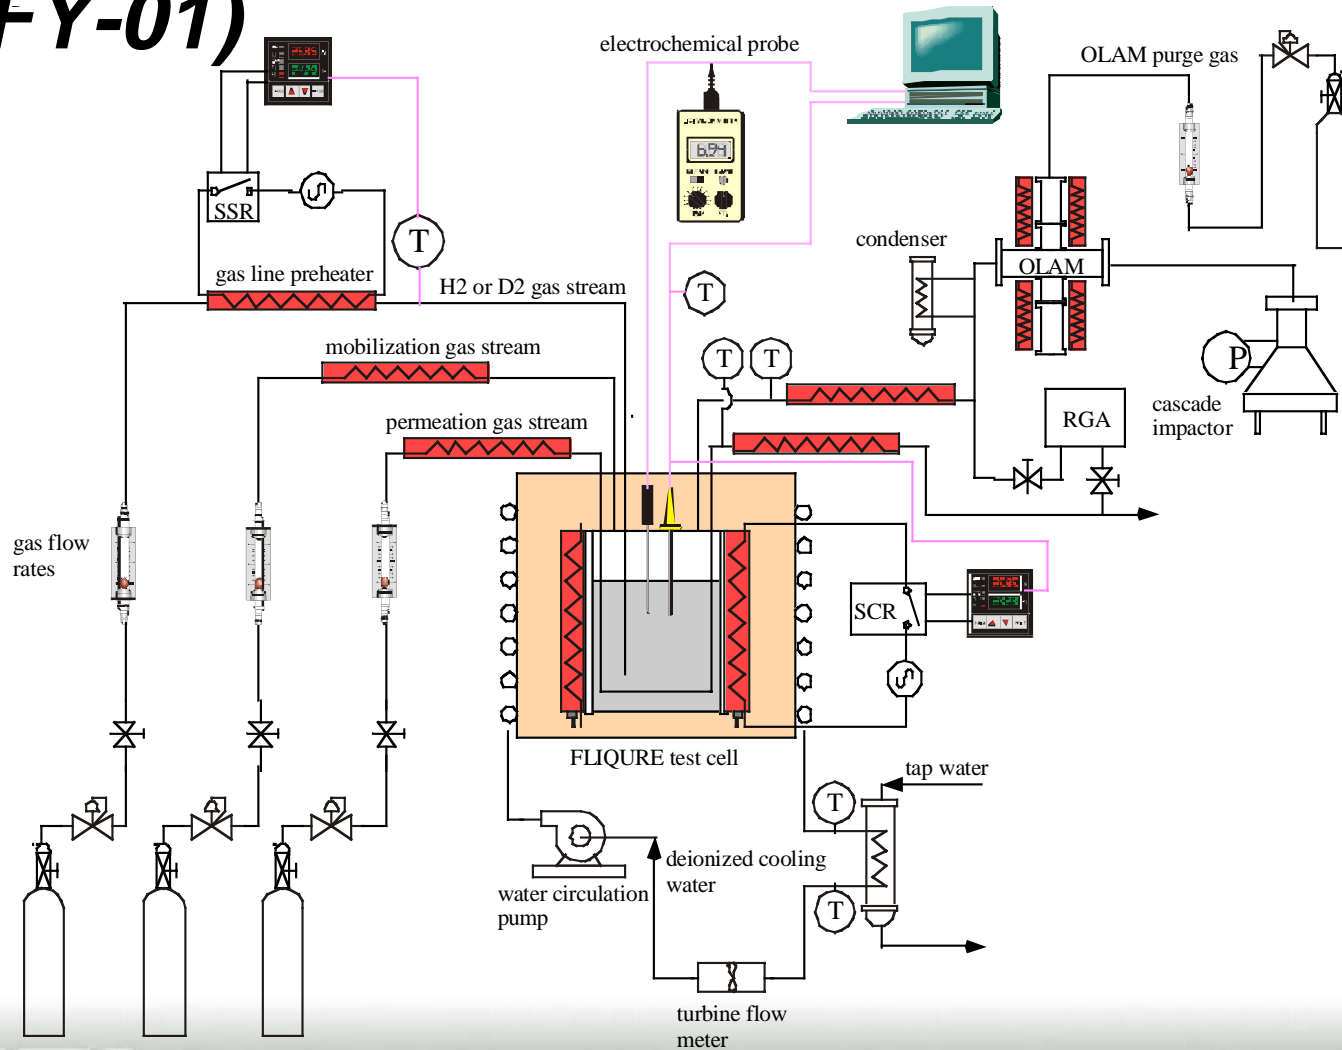 FY-01)
electrochemical probe
OLAM purge gas
6.94
SSR
T
condenser
OLAM
gas line preheater
H2 or D2 gas stream
T
mobilization gas stream
T
T
P
permeation gas stream
cascade
impactor
RGA
gas flow
rates
SCR
FLIQURE test cell
tap water
T
deionized cooling
water
water circulation
pump
T
turbine flow
meter